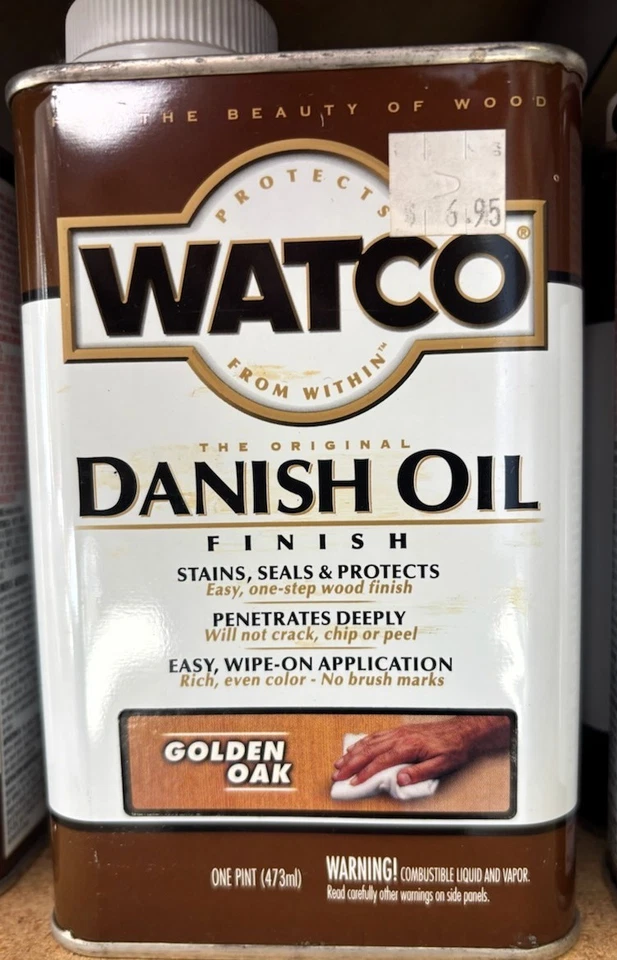 THE BEAUTY OF WOOD
$ 6.95
PROTECTS
WATCO®
FROM WITHIN™
THE ORIGINAL
DANISH OIL
FINISH
STAINS, SEALS & PROTECTS
Easy, one-step wood finish
PENETRATES DEEPLY
Will not crack, chip or peel
EASY, WIPE-ON APPLICATION
Rich, even color - No brush marks
GOLDEN
OAK
ONE PINT (473ml)
WARNING! COMBUSTIBLE LIQUID AND VAPOR.
Read carefully other warnings on side panels.